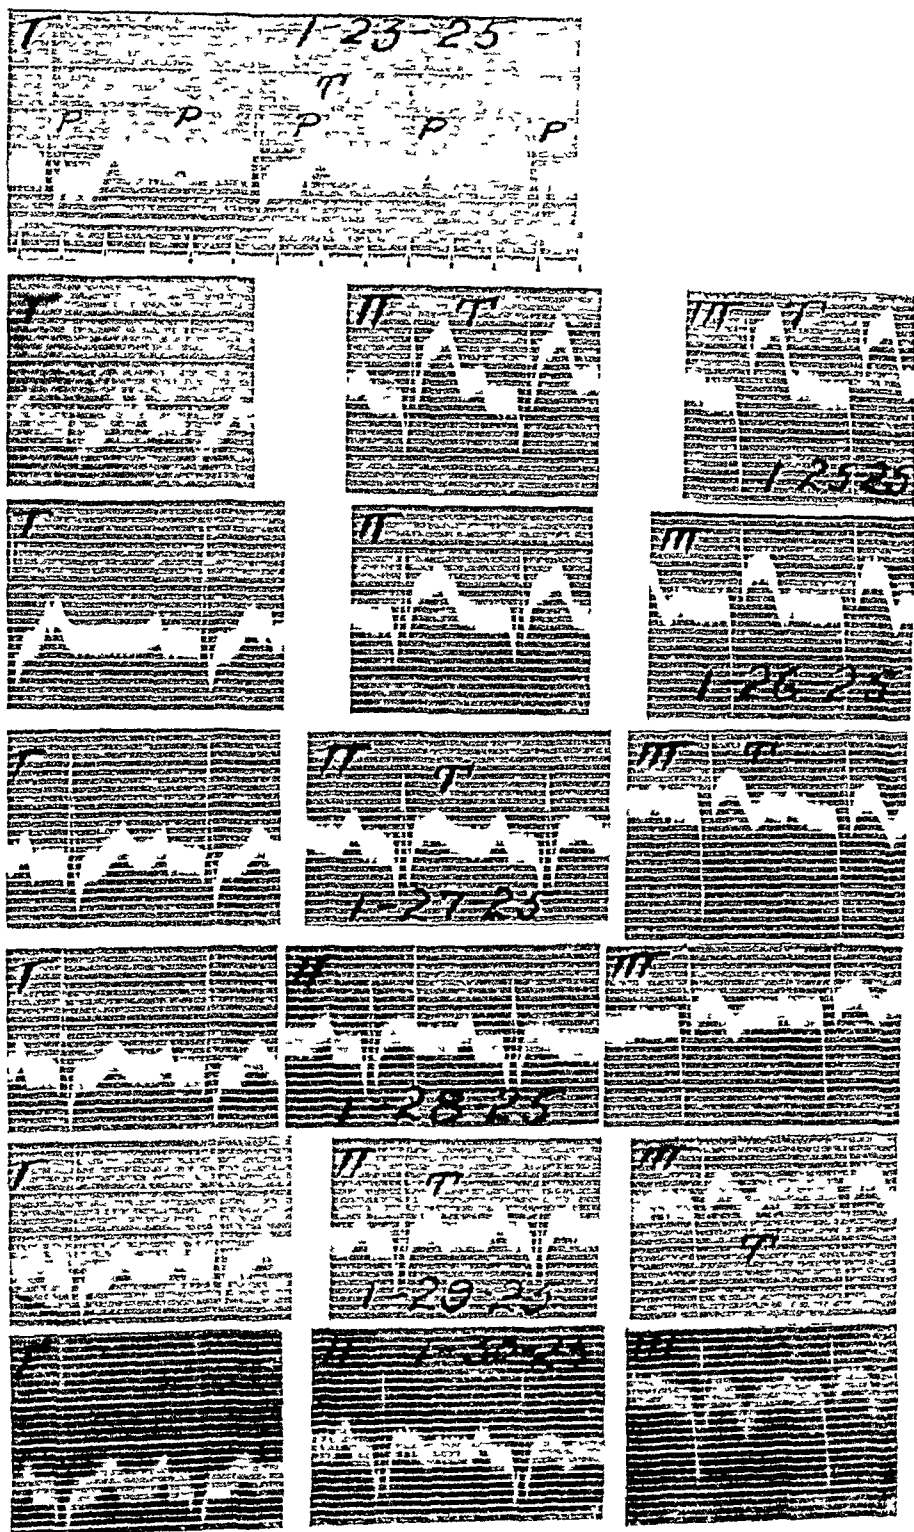 I 1-23-25
T
P P P P P
I II T III T
1 25 25
I II III
1 26 25
I II T III T
1-27 25
I II III
1-28 25
I II T III T
1-29-25
I II 1-30-25 III